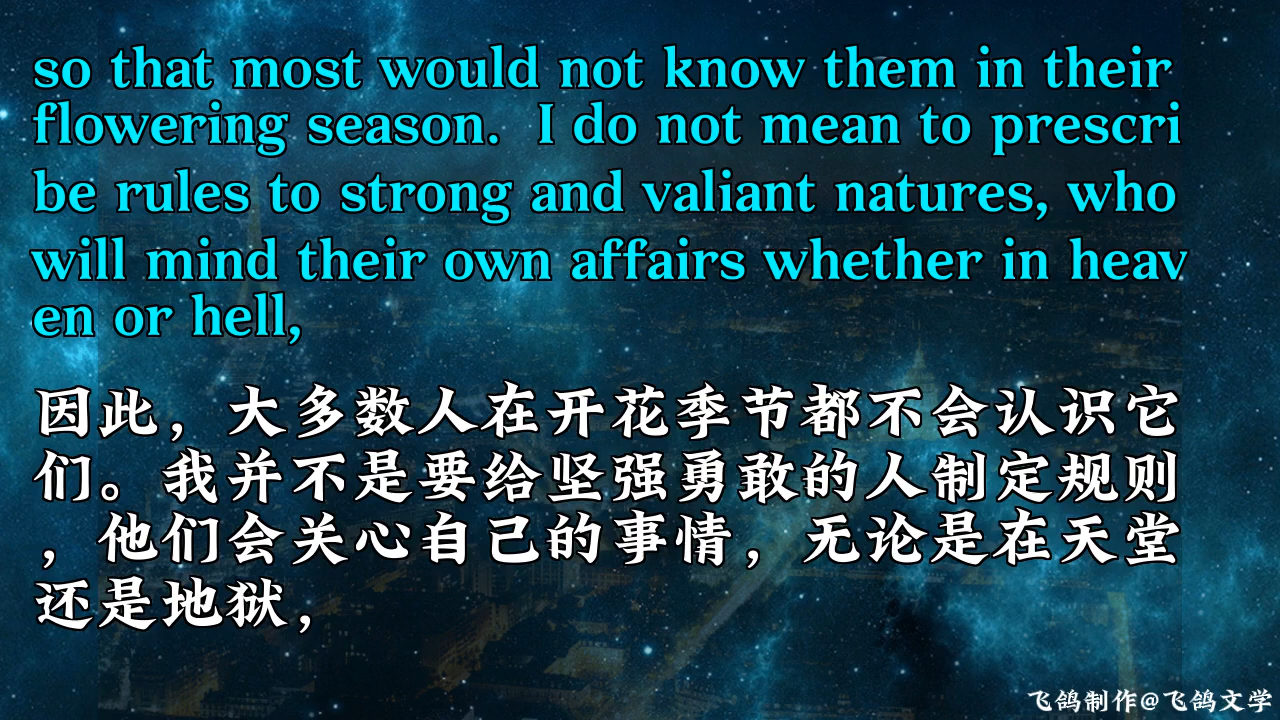 so that most would not know them in their
flowering season.  I do not mean to prescri
be rules to strong and valiant natures, who
will mind their own affairs whether in heav
en or hell,
因此，大多数人在开花季节都不会认识它
们。我并不是要给坚强勇敢的人制定规则
，他们会关心自己的事情，无论是在天堂
还是地狱，
飞鸽制作@飞鸽文学